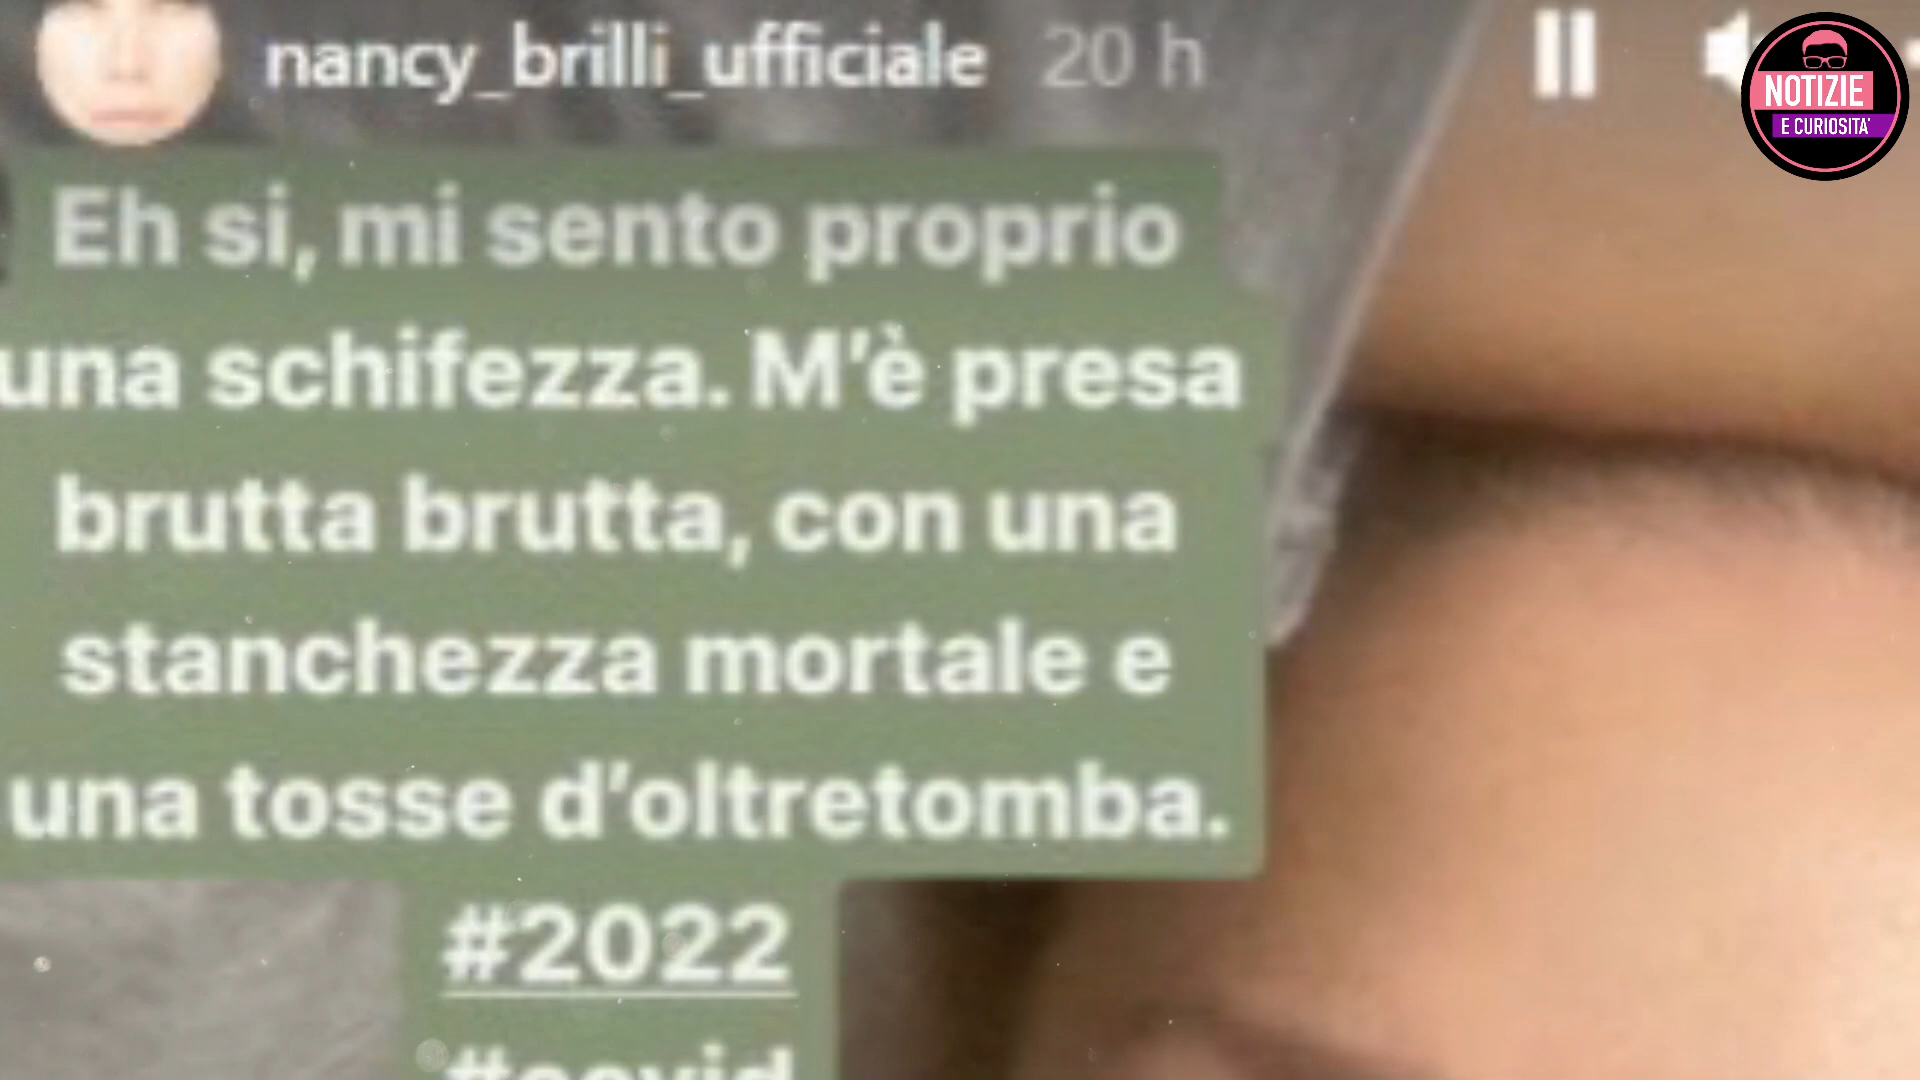 nancy_brilli_ufficiale 20 h
NOTIZIE
E CURIOSITA'
Eh si, mi sento proprio
una schifezza. M'è presa
brutta brutta, con una
stanchezza mortale e
una tosse d'oltretomba.
#2022
#covid